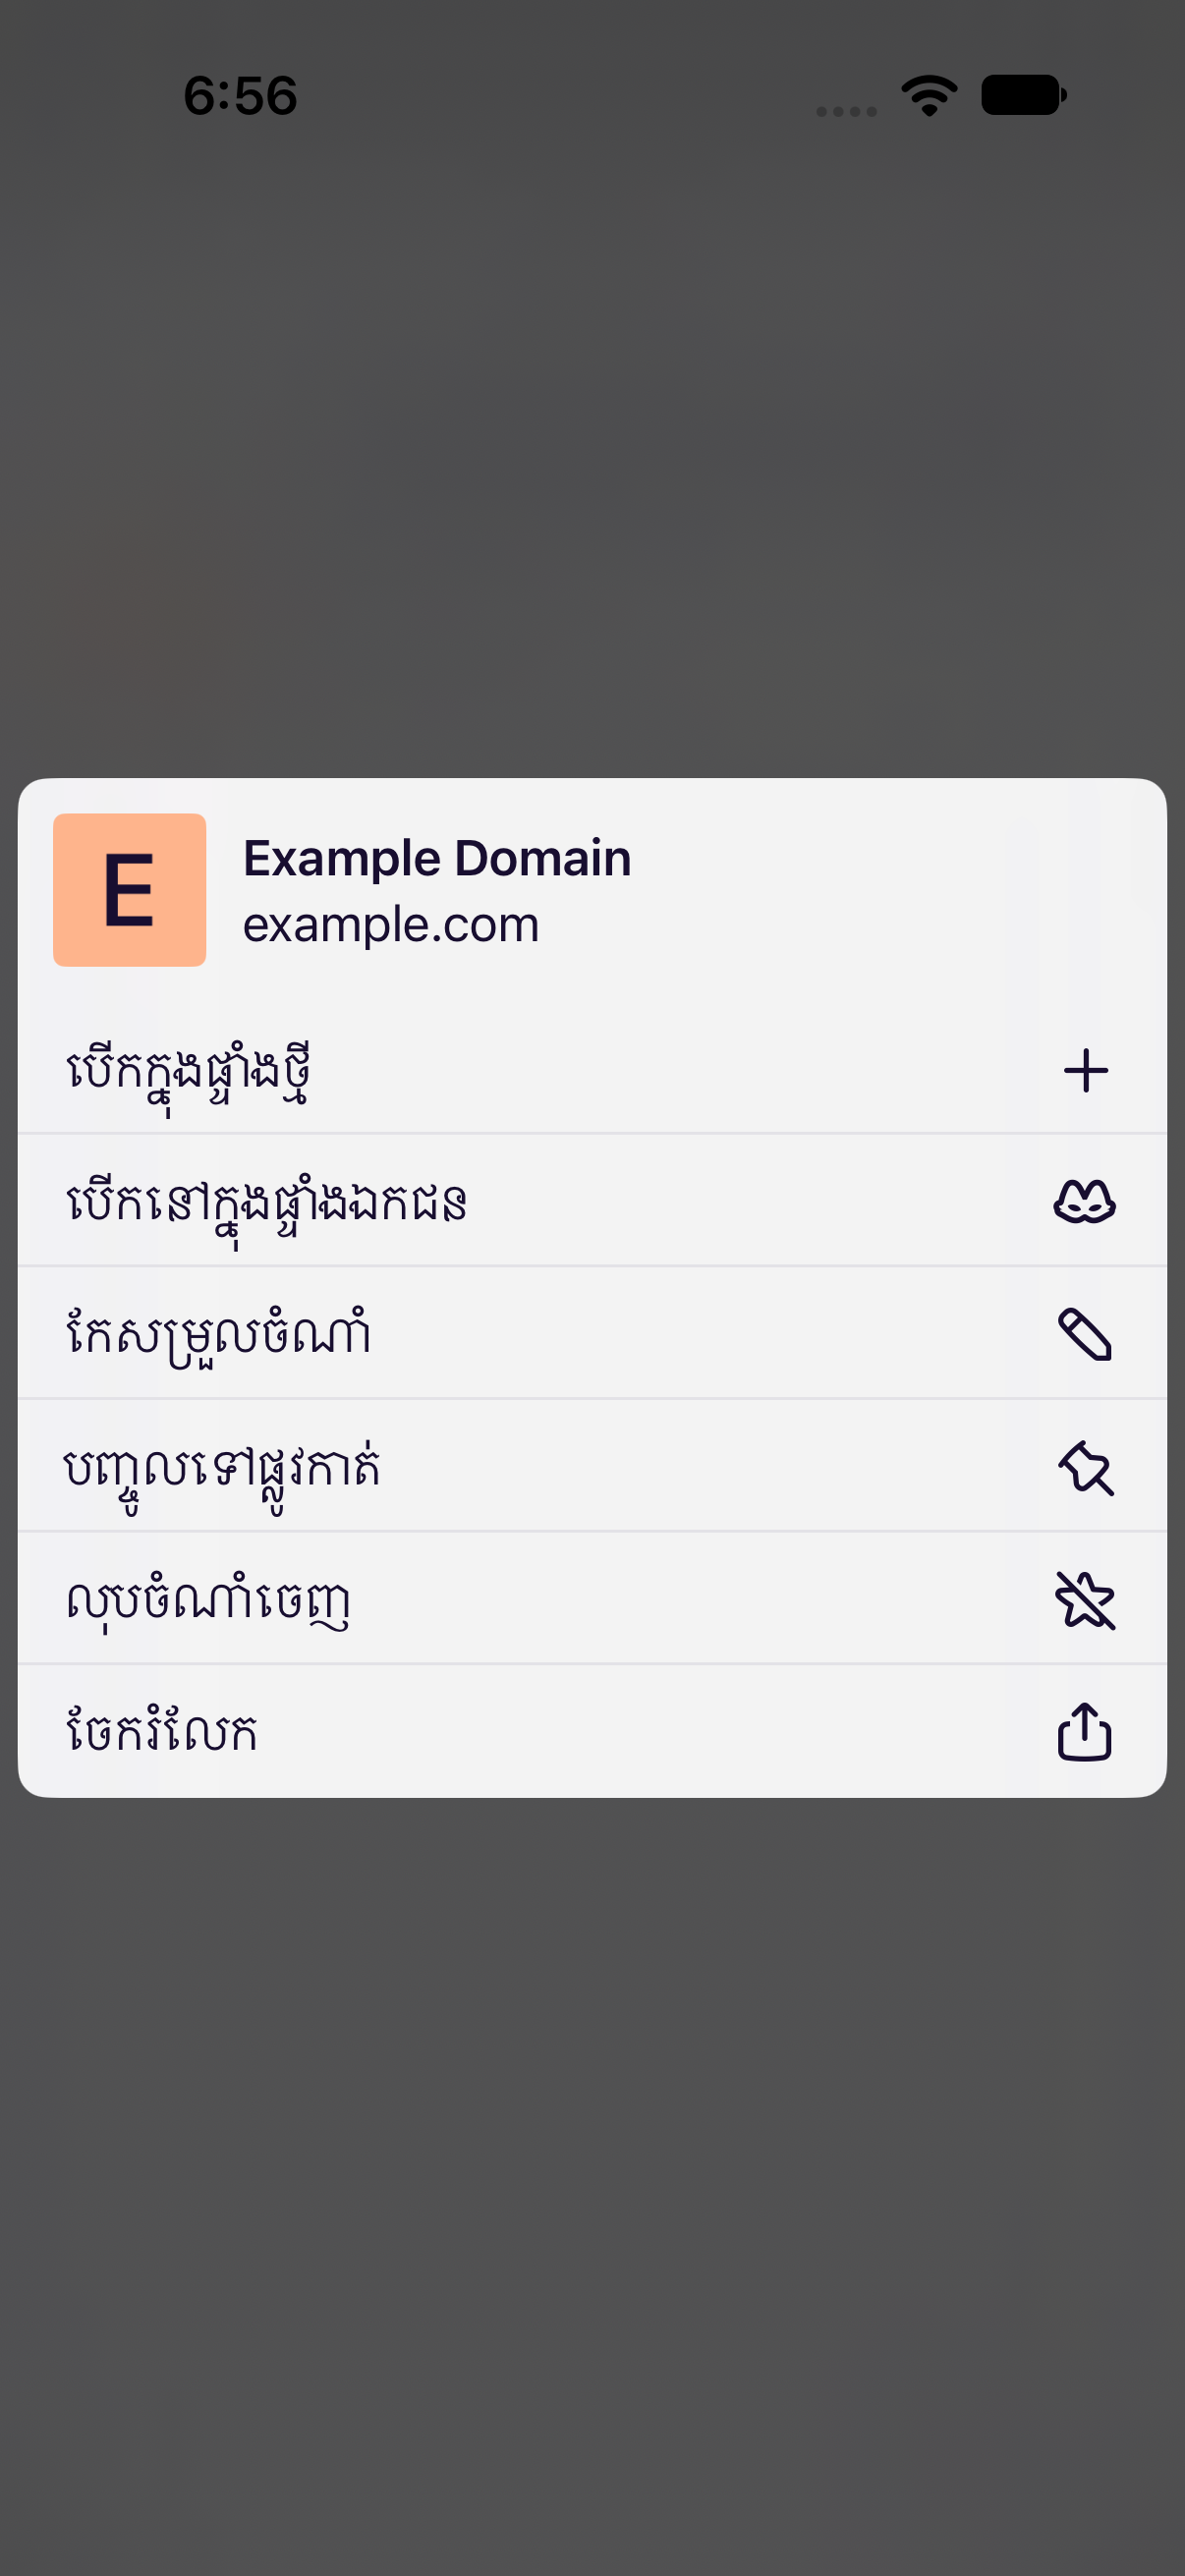 6:56
E
Example Domain
example.com
បើកក្នុងផ្ទាំងថ្មី
បើកនៅក្នុងផ្ទាំងឯកជន
កែសម្រួលចំណាំ
បញ្ចូលទៅផ្លូវកាត់
លុបចំណាំចេញ
ចែករំលែក